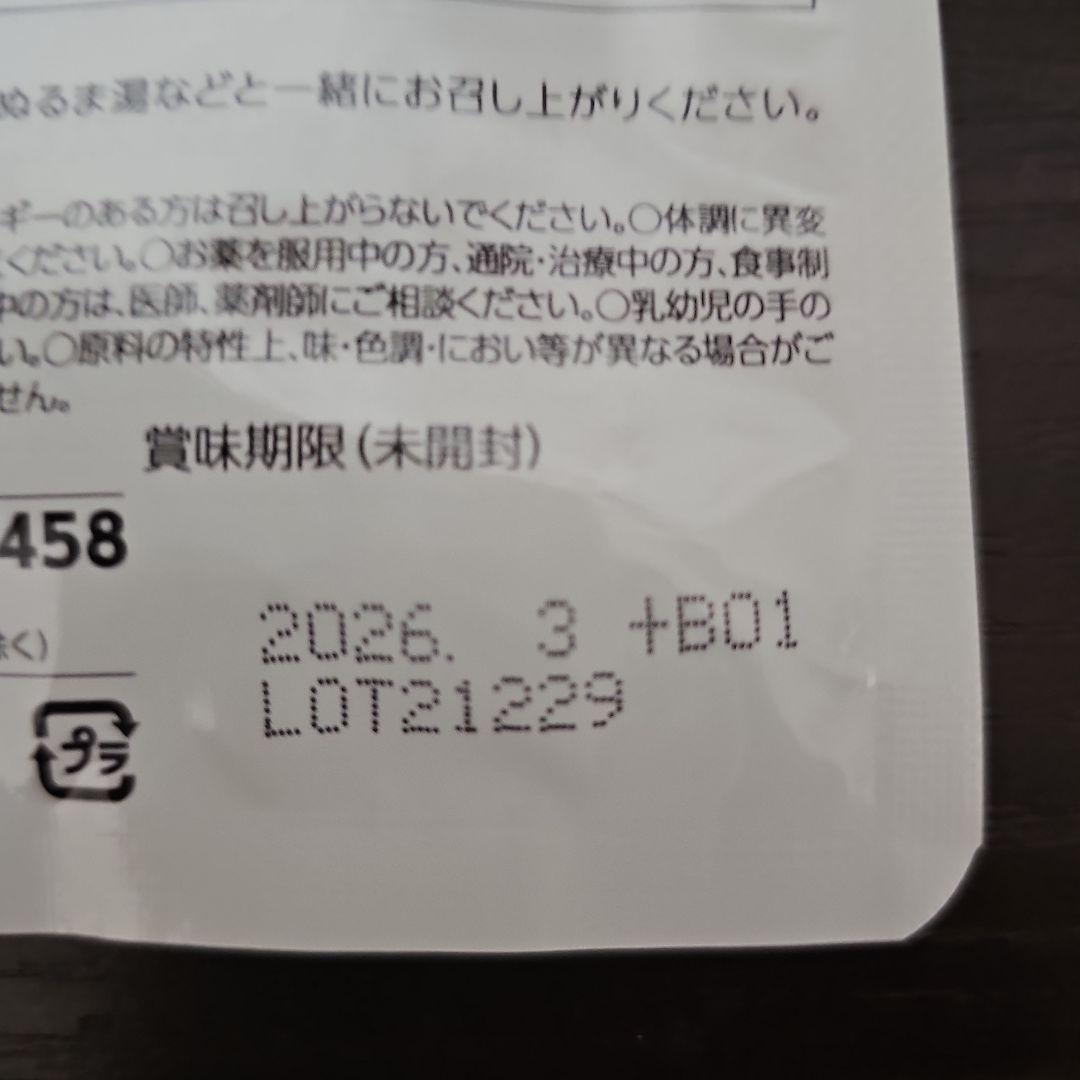 ぬるま湯などと一緒にお召し上がりください。
ギーのある方は召し上がらないでください。○体調に異変
ください。○お薬を服用中の方、通院・治療中の方、食事制
中の方は、医師、薬剤師にご相談ください。○乳幼児の手の
い。○原料の特性上、味・色調・におい等が異なる場合がご
せん。
賞味期限(未開封)
458
2026. 3 +B01
LOT21229
除く)
プラ